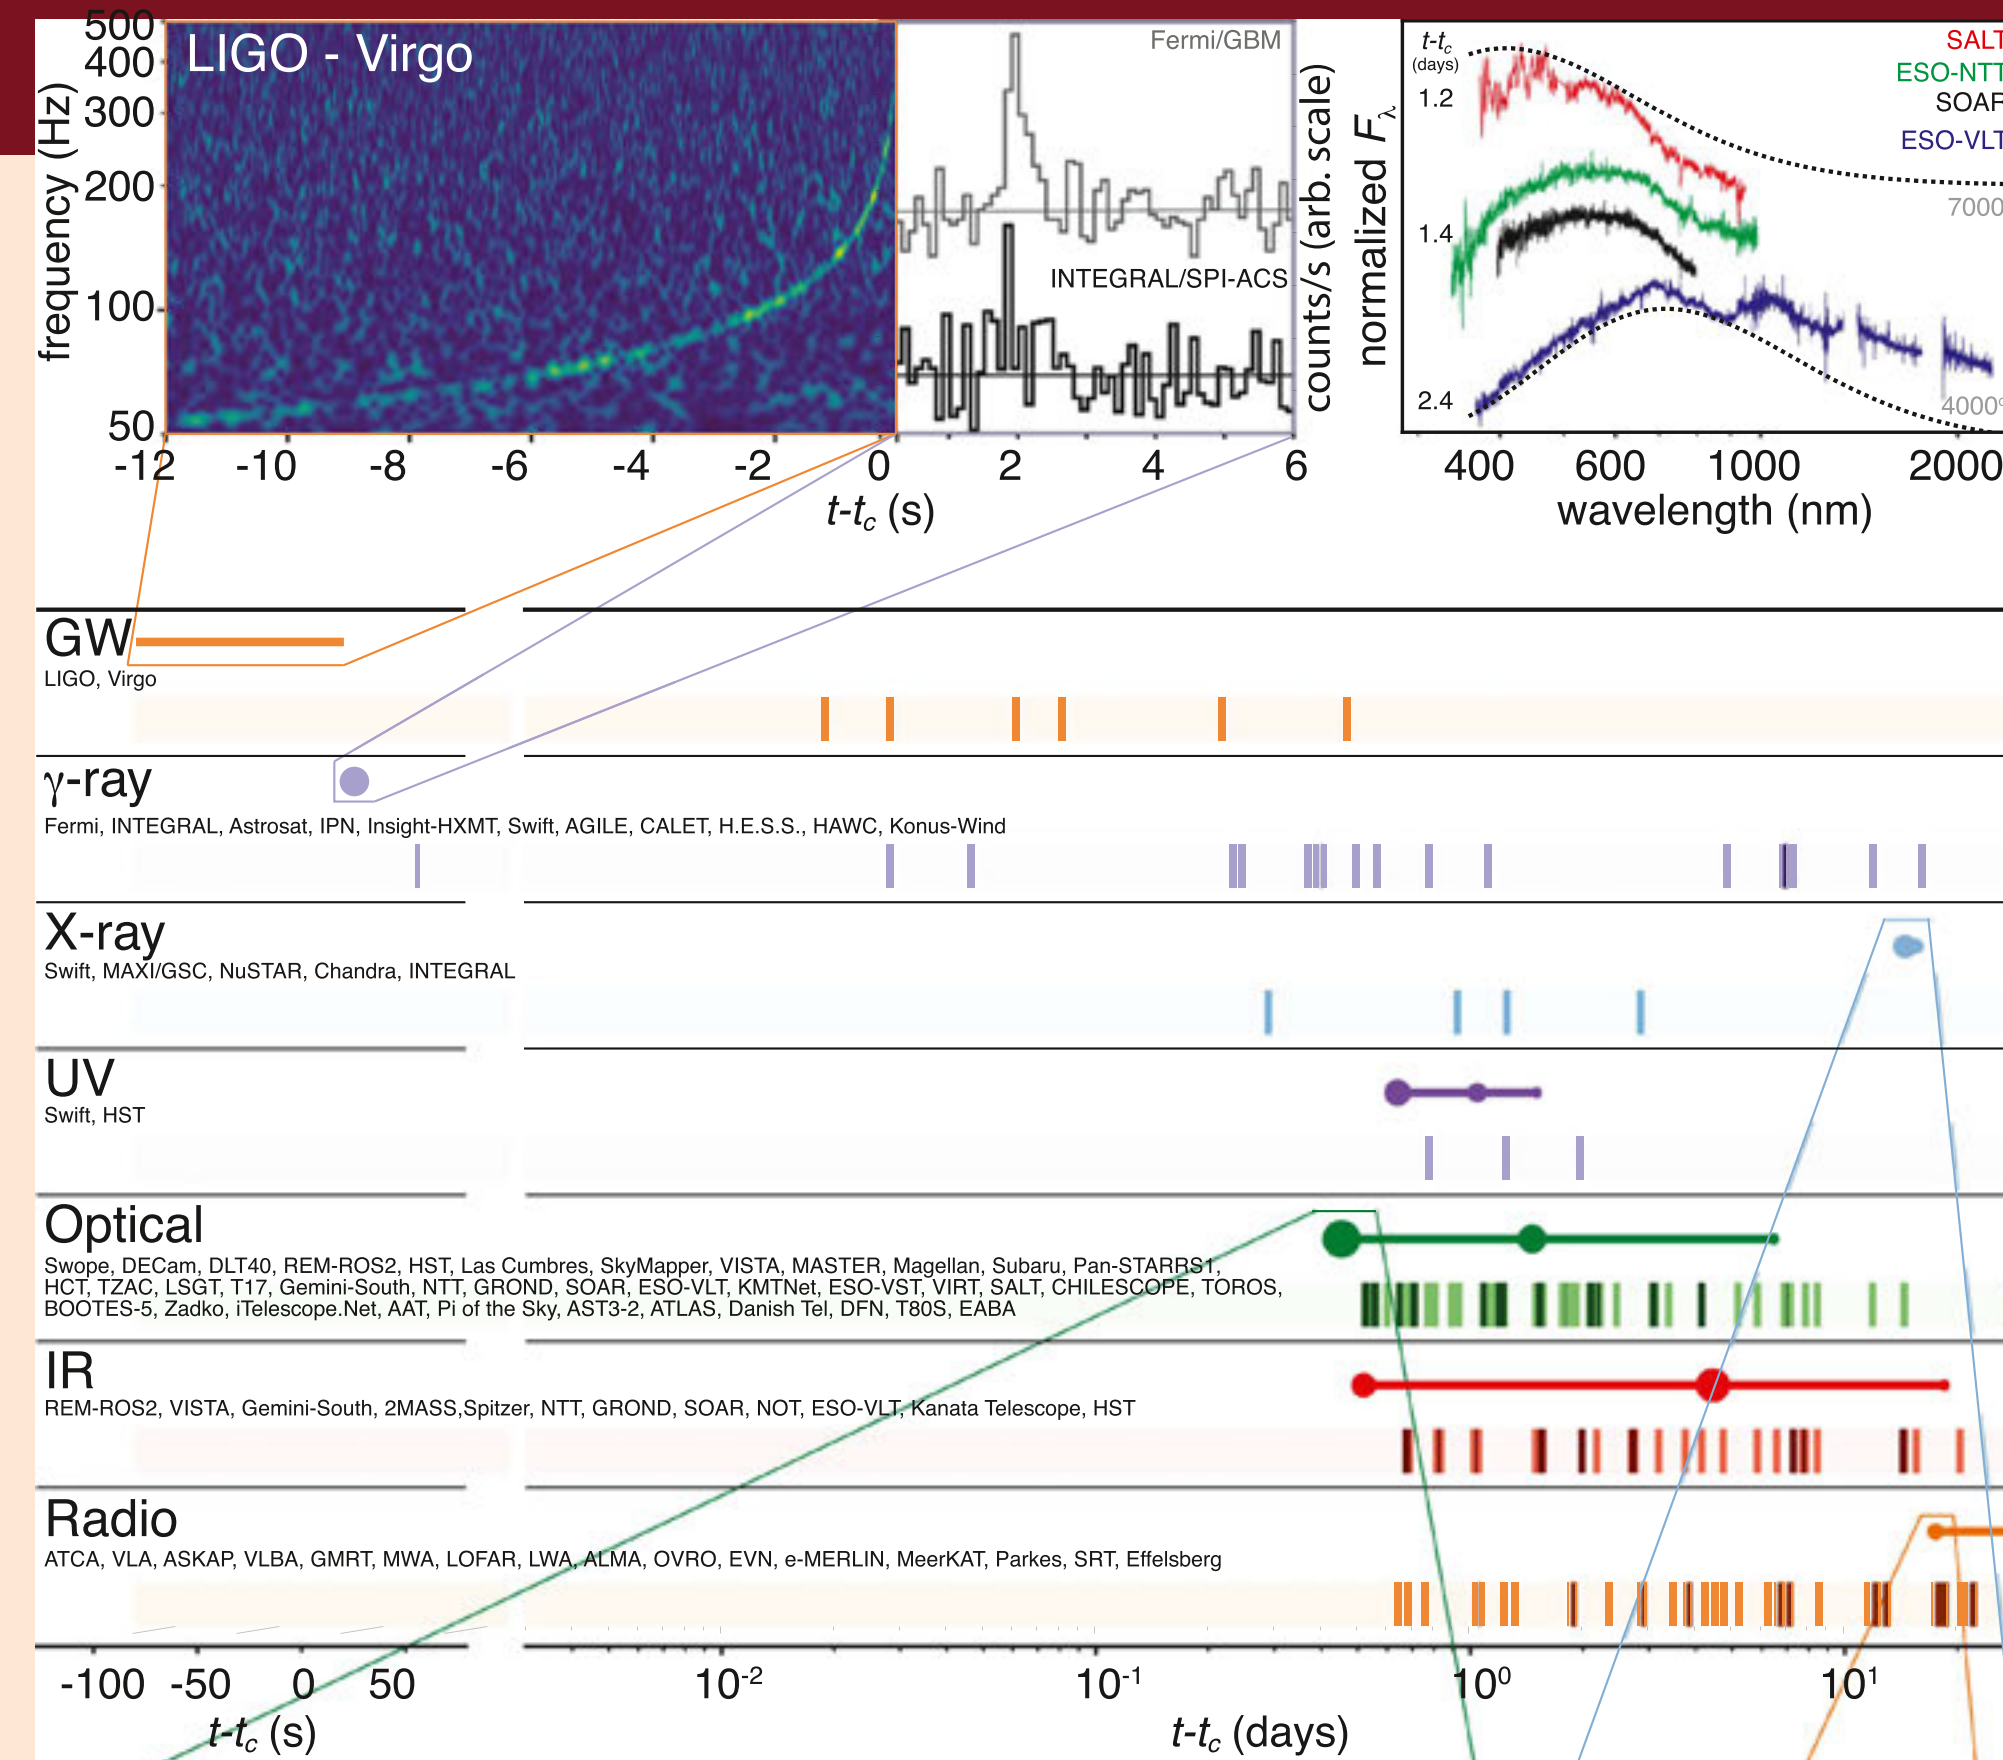 LIGO - Virgo
500
400
300
200
100
50
frequency (Hz)
-12 -10 -8 -6 -4 -2 0 2 4 6
t-tc (s)
Fermi/GBM
INTEGRAL/SPI-ACS
counts/s (arb. scale)
normalized Fλ
t-tc
(days)
1.2
1.4
2.4
SALT
ESO-NTT
SOAR
ESO-VLT
7000
4000
400 600 1000 2000
wavelength (nm)
GW
LIGO, Virgo
γ-ray
Fermi, INTEGRAL, Astrosat, IPN, Insight-HXMT, Swift, AGILE, CALET, H.E.S.S., HAWC, Konus-Wind
X-ray
Swift, MAXI/GSC, NuSTAR, Chandra, INTEGRAL
UV
Swift, HST
Optical
Swope, DECam, DLT40, REM-ROS2, HST, Las Cumbres, SkyMapper, VISTA, MASTER, Magellan, Subaru, Pan-STARRS1,
HCT, TZAC, LSGT, T17, Gemini-South, NTT, GROND, SOAR, ESO-VLT, KMTNet, ESO-VST, VIRT, SALT, CHILESCOPE, TOROS,
BOOTES-5, Zadko, iTelescope.Net, AAT, Pi of the Sky, AST3-2, ATLAS, Danish Tel, DFN, T80S, EABA
IR
REM-ROS2, VISTA, Gemini-South, 2MASS,Spitzer, NTT, GROND, SOAR, NOT, ESO-VLT, Kanata Telescope, HST
Radio
ATCA, VLA, ASKAP, VLBA, GMRT, MWA, LOFAR, LWA, ALMA, OVRO, EVN, e-MERLIN, MeerKAT, Parkes, SRT, Effelsberg
-100 -50 0 50 10-2 10-1 100 101
t-tc (s) t-tc (days)